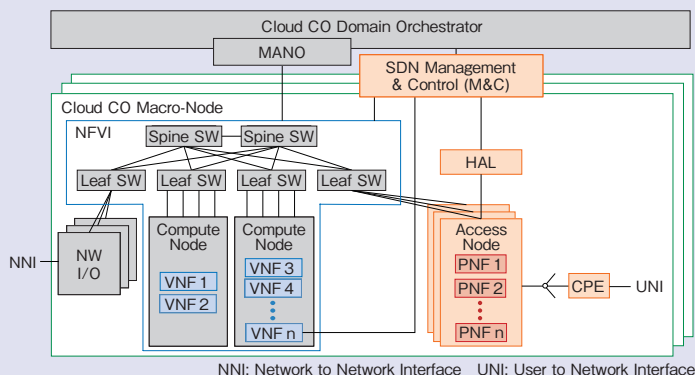 Cloud CO Domain Orchestrator
MANO
SDN Management
& Control (M&C)
Cloud CO Macro-Node
NFVI
Spine SW
Spine SW
HAL
Leaf SW
Leaf SW
Leaf SW
Leaf SW
NNI
NW
I/O
Compute
Node
VNF 1
VNF 2
Compute
Node
VNF 3
VNF 4
VNF n
Access
Node
PNF 1
PNF 2
PNF n
CPE
UNI
NNI: Network to Network Interface UNI: User to Network Interface